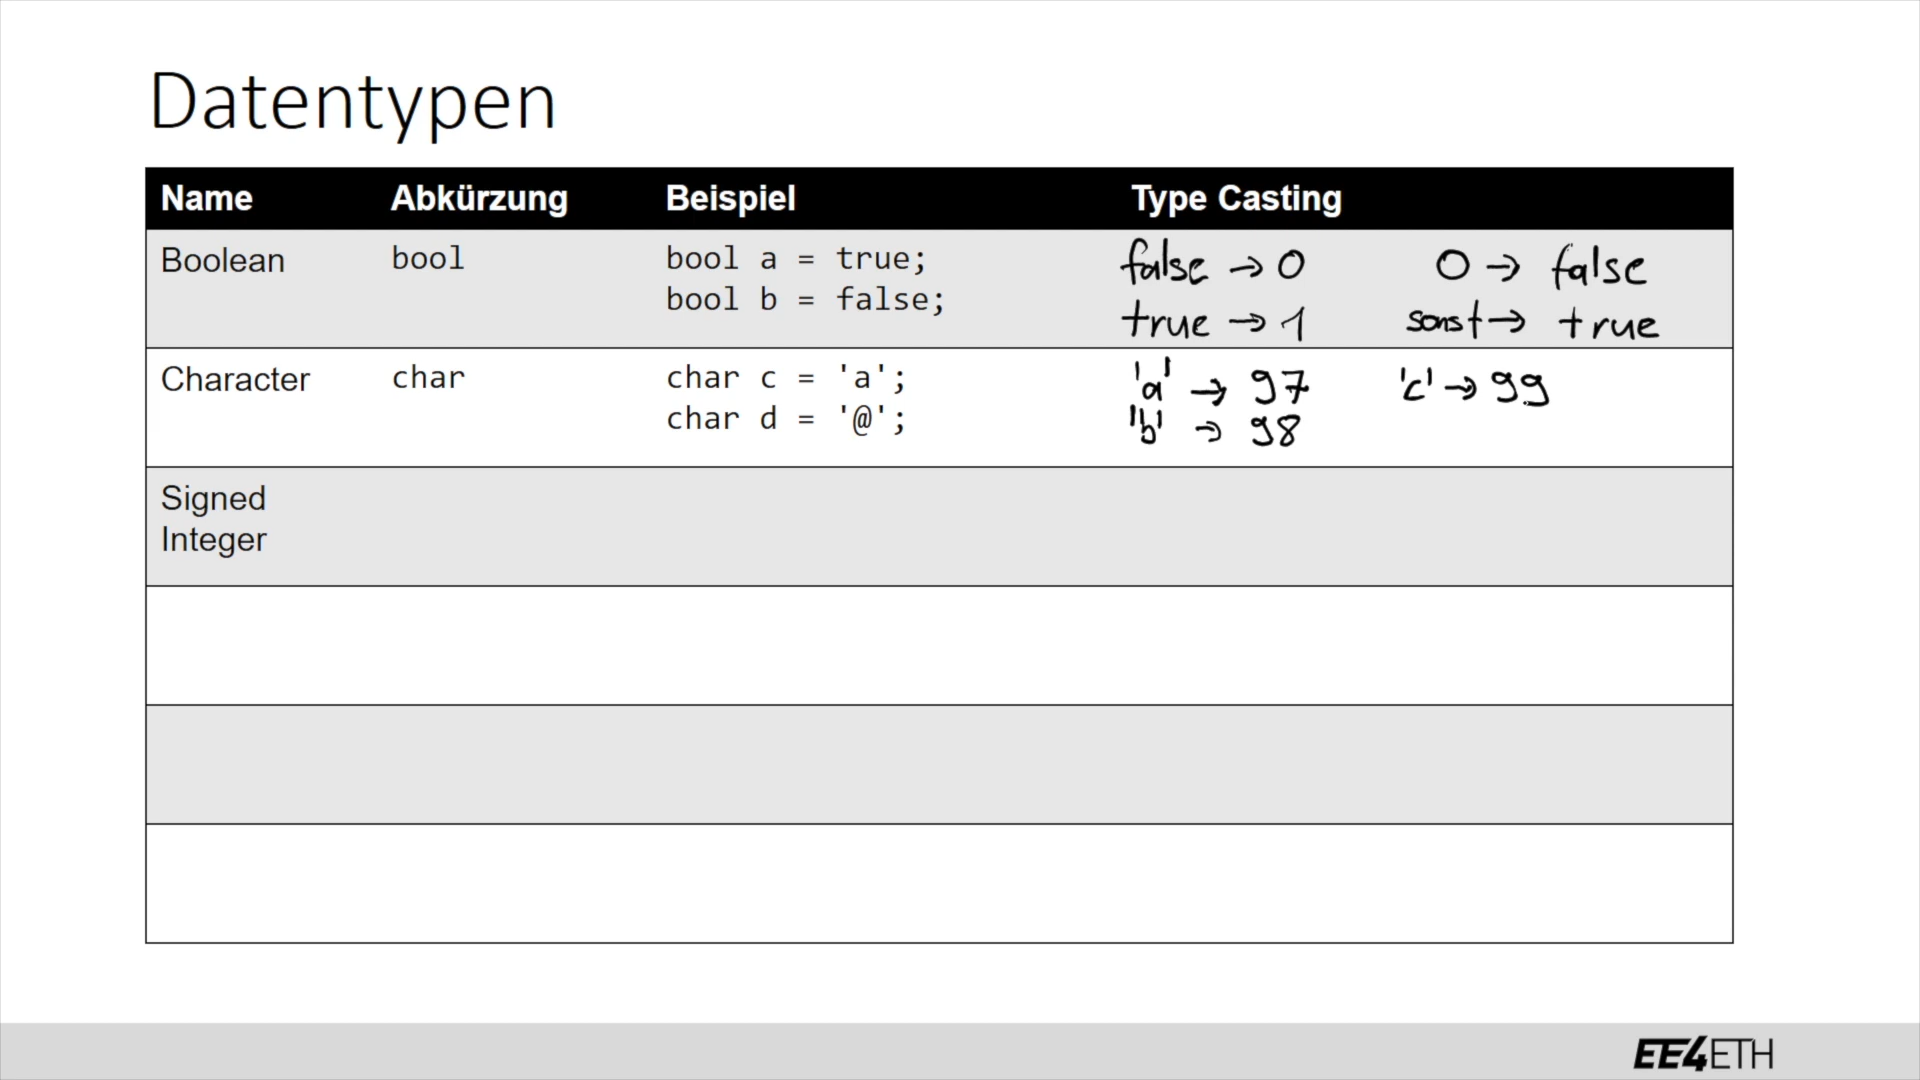 Datentypen
Name Abkürzung Beispiel Type Casting
Boolean bool bool a = true; false → 0 0 → false
bool b = false; true → 1 sonst → true
Character char char c = 'a'; 'a' → 97 'c' → 99
char d = '@'; 'b' → 98
Signed
Integer
EE4ETH